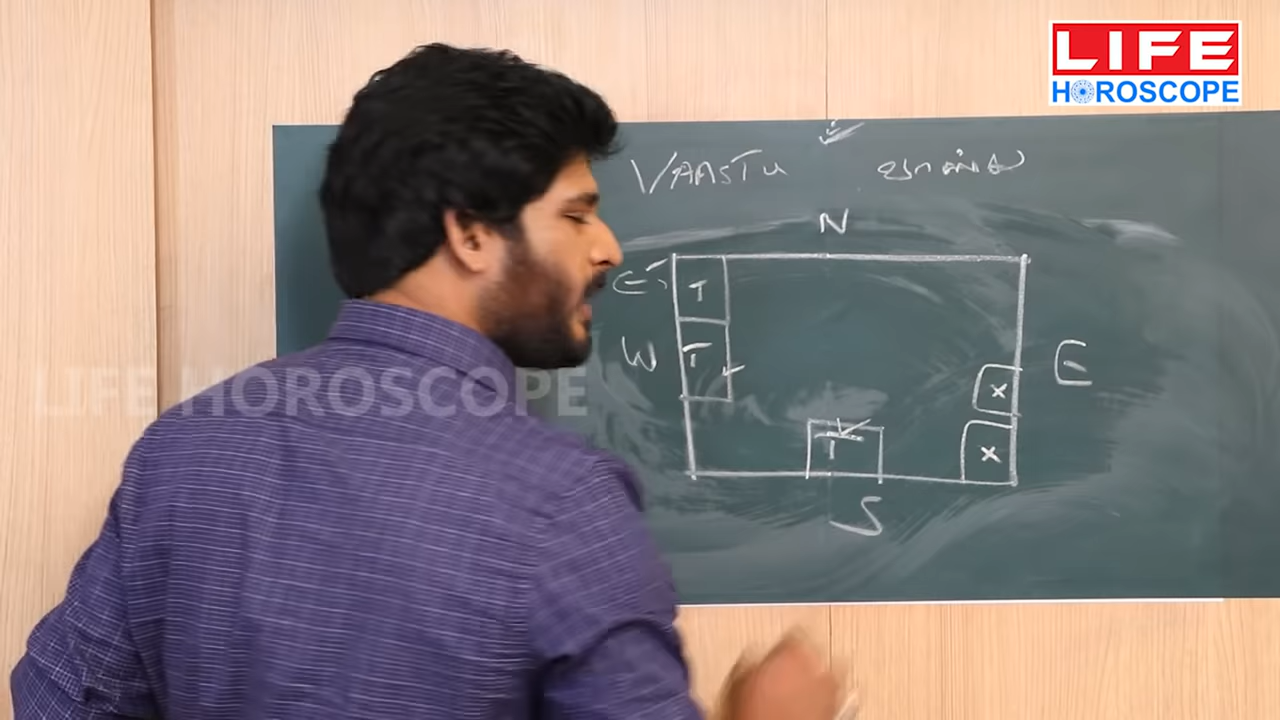 LIFE
HOROSCOPE
VAASTU
N
T
W T E
X
T X
S
LIFE HOROSCOPE